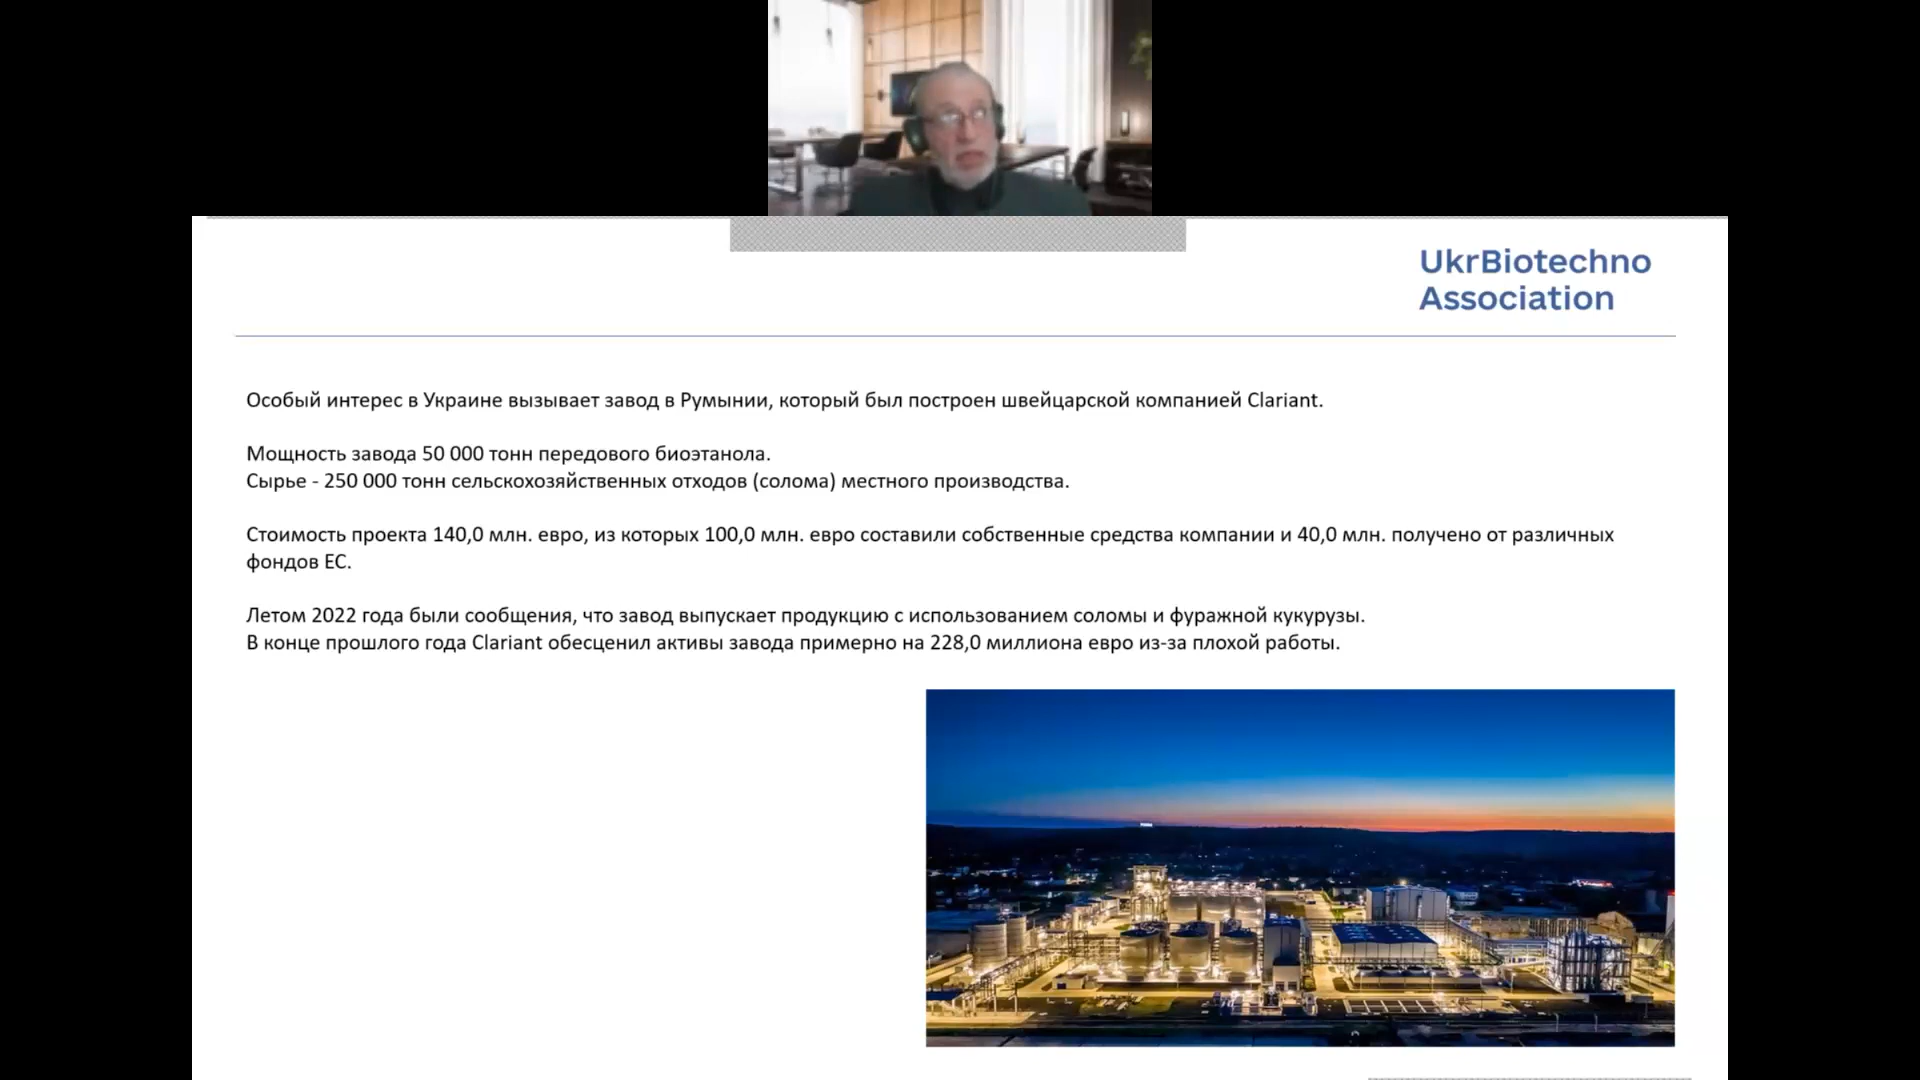 UkrBiotechno
Association
Особый интерес в Украине вызывает завод в Румынии, который был построен швейцарской компанией Clariant.
Мощность завода 50 000 тонн передового биоэтанола.
Сырье - 250 000 тонн сельскохозяйственных отходов (солома) местного производства.
Стоимость проекта 140,0 млн. евро, из которых 100,0 млн. евро составили собственные средства компании и 40,0 млн. получено от различных
фондов ЕС.
Летом 2022 года были сообщения, что завод выпускает продукцию с использованием соломы и фуражной кукурузы.
В конце прошлого года Clariant обесценил активы завода примерно на 228,0 миллиона евро из-за плохой работы.